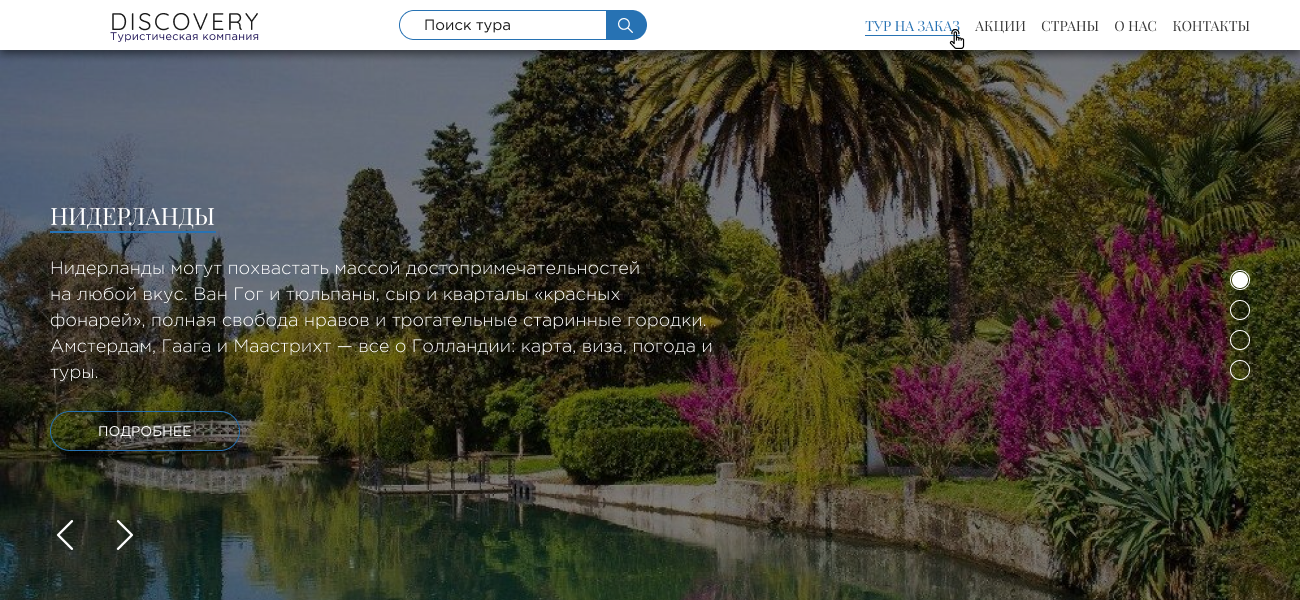 DISCOVERY
Туристическая компания
Поиск тура
ТУР НА ЗАКАЗ
АКЦИИ
СТРАНЫ
О НАС
КОНТАКТЫ
НИДЕРЛАНДЫ
Нидерланды могут похвастать массой достопримечательностей
на любой вкус. Ван Гог и тюльпаны, сыр и кварталы «красных
фонарей», полная свобода нравов и трогательные старинные городки.
Амстердам, Гаага и Маастрихт — все о Голландии: карта, виза, погода и
туры.
ПОДРОБНЕЕ